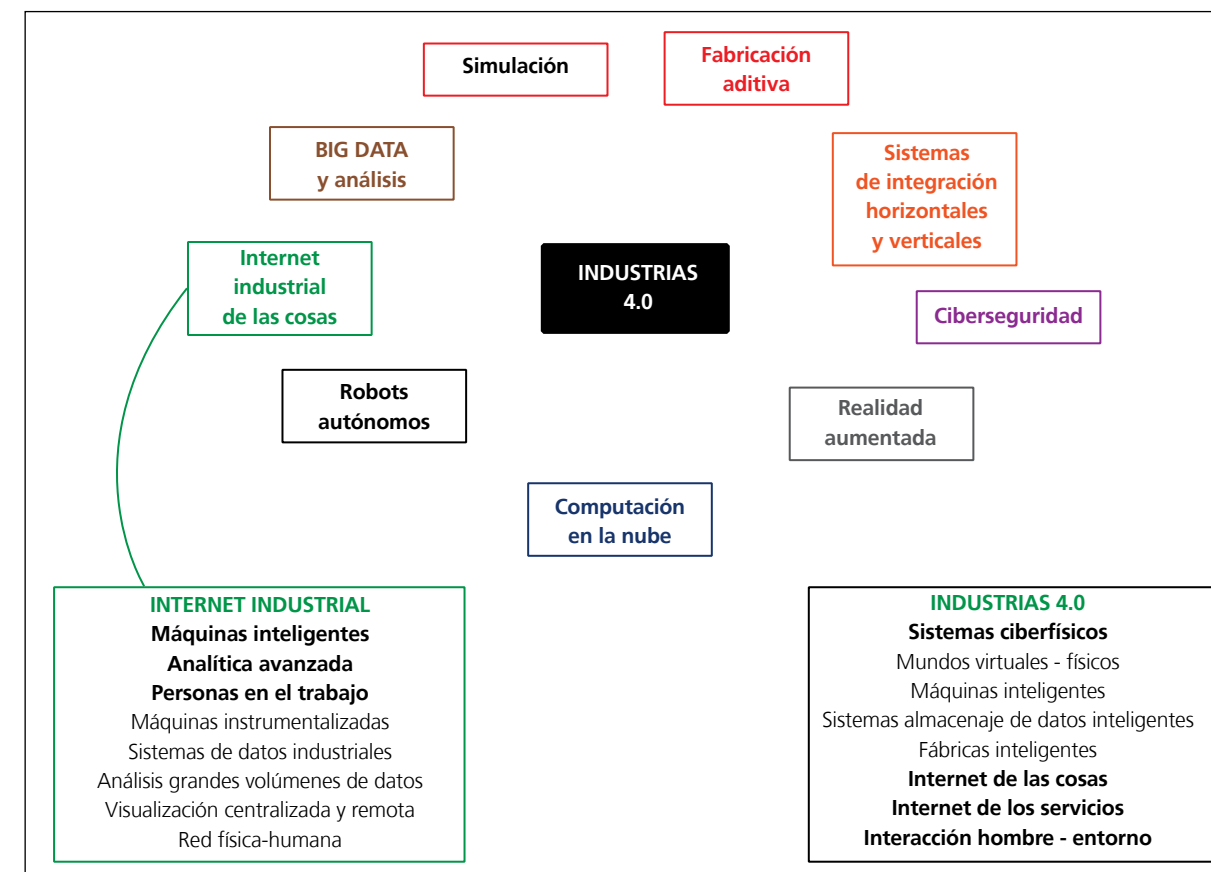 Simulación
Fabricación
aditiva
BIG DATA
y análisis
Sistemas
de integración
horizontales
y verticales
Internet
industrial
de las cosas
INDUSTRIAS
4.0
Ciberseguridad
Robots
autónomos
Realidad
aumentada
Computación
en la nube
INTERNET INDUSTRIAL
Máquinas inteligentes
Analítica avanzada
Personas en el trabajo
Máquinas instrumentalizadas
Sistemas de datos industriales
Análisis grandes volúmenes de datos
Visualización centralizada y remota
Red física-humana
INDUSTRIAS 4.0
Sistemas ciberfísicos
Mundos virtuales - físicos
Máquinas inteligentes
Sistemas almacenaje de datos inteligentes
Fábricas inteligentes
Internet de las cosas
Internet de los servicios
Interacción hombre - entorno